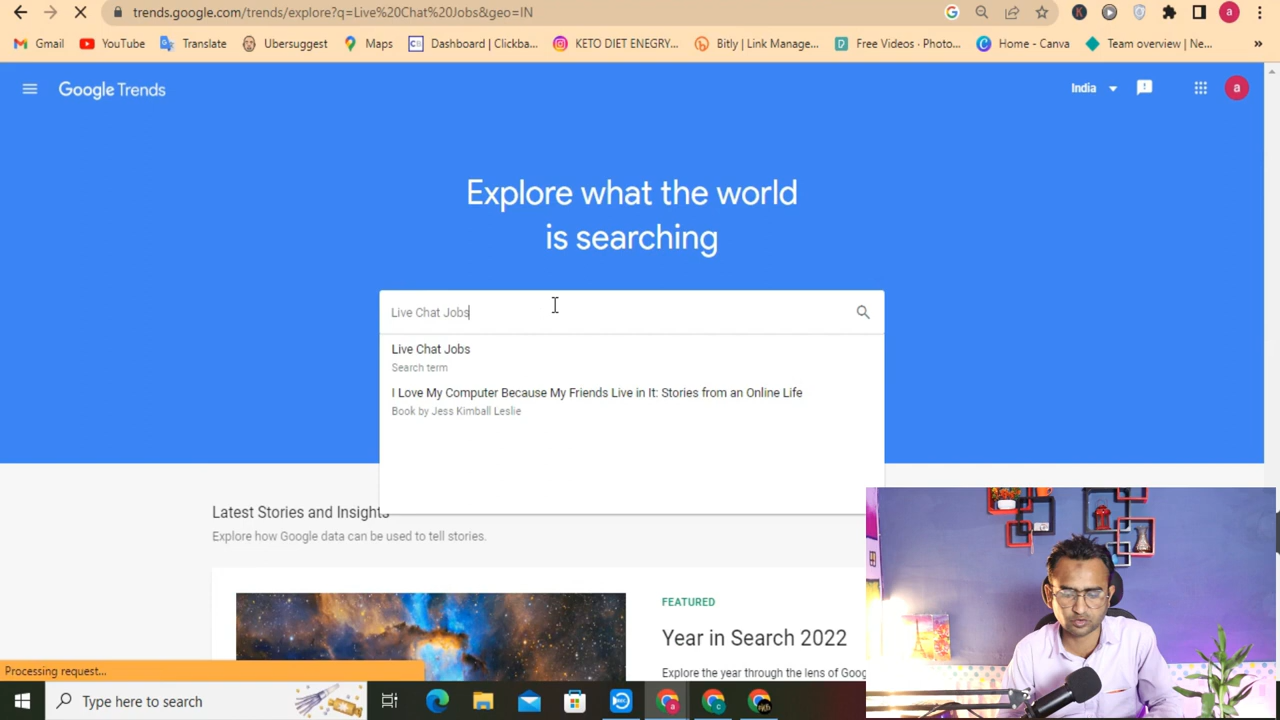 trends.google.com/trends/explore?q=Live%20Chat%20Jobs&geo=IN
a
Gmail
YouTube
Translate
Ubersuggest
Maps
Dashboard | Clickba...
KETO DIET ENEGRY...
Bitly | Link Manage...
Free Videos · Photo...
Home - Canva
Team overview | Ne...
»
Google Trends
India
a
Explore what the world
is searching
Live Chat Jobs
Live Chat Jobs
Search term
I Love My Computer Because My Friends Live in It: Stories from an Online Life
Book by Jess Kimball Leslie
Latest Stories and Insights
Explore how Google data can be used to tell stories.
FEATURED
Year in Search 2022
Explore the year through the lens of Goog
Processing request...
Type here to search